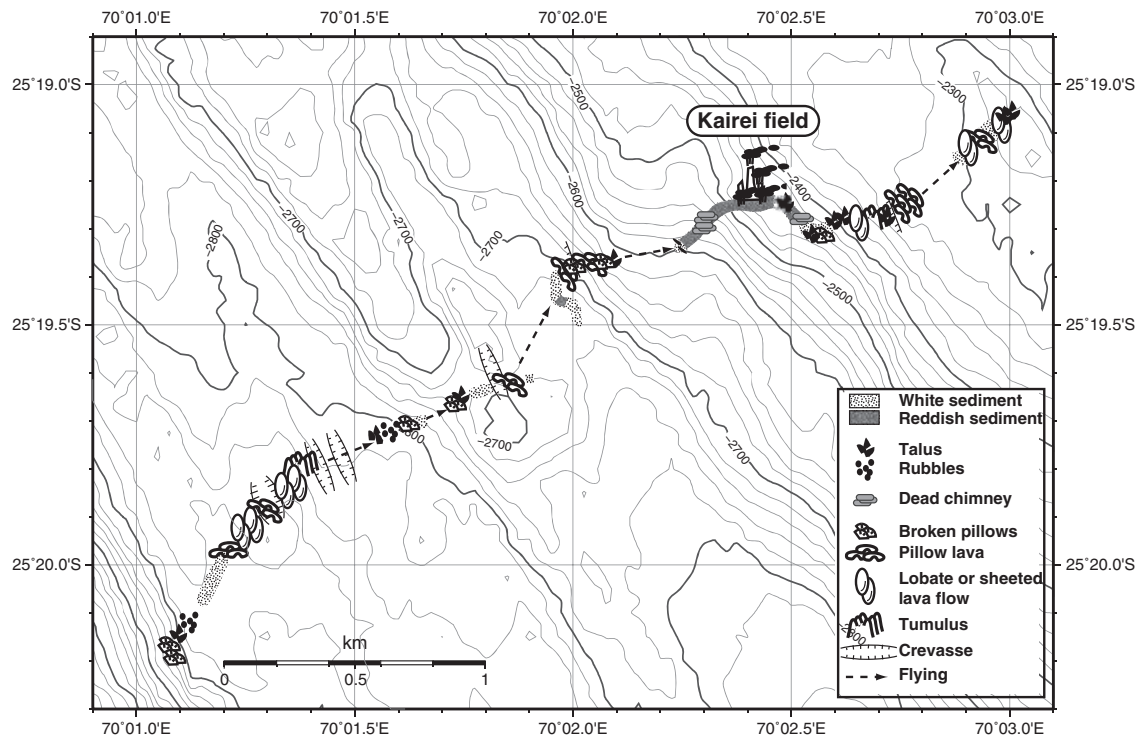 70˚01.0'E 70˚01.5'E 70˚02.0'E 70˚02.5'E 70˚03.0'E
25˚19.0'S 25˚19.0'S
−2500
−2300
Kairei field
−2600
−2400
−2700
−2800
−2700
−2700
−2500
25˚19.5'S 25˚19.5'S
−2700
−2700
White sediment
Reddish sediment
Talus
Rubbles
Dead chimney
Broken pillows
Pillow lava
25˚20.0'S 25˚20.0'S
Lobate or sheeted
lava flow
Tumulus
Crevasse
Flying
km
0 0.5 1
70˚01.0'E 70˚01.5'E 70˚02.0'E 70˚02.5'E 70˚03.0'E